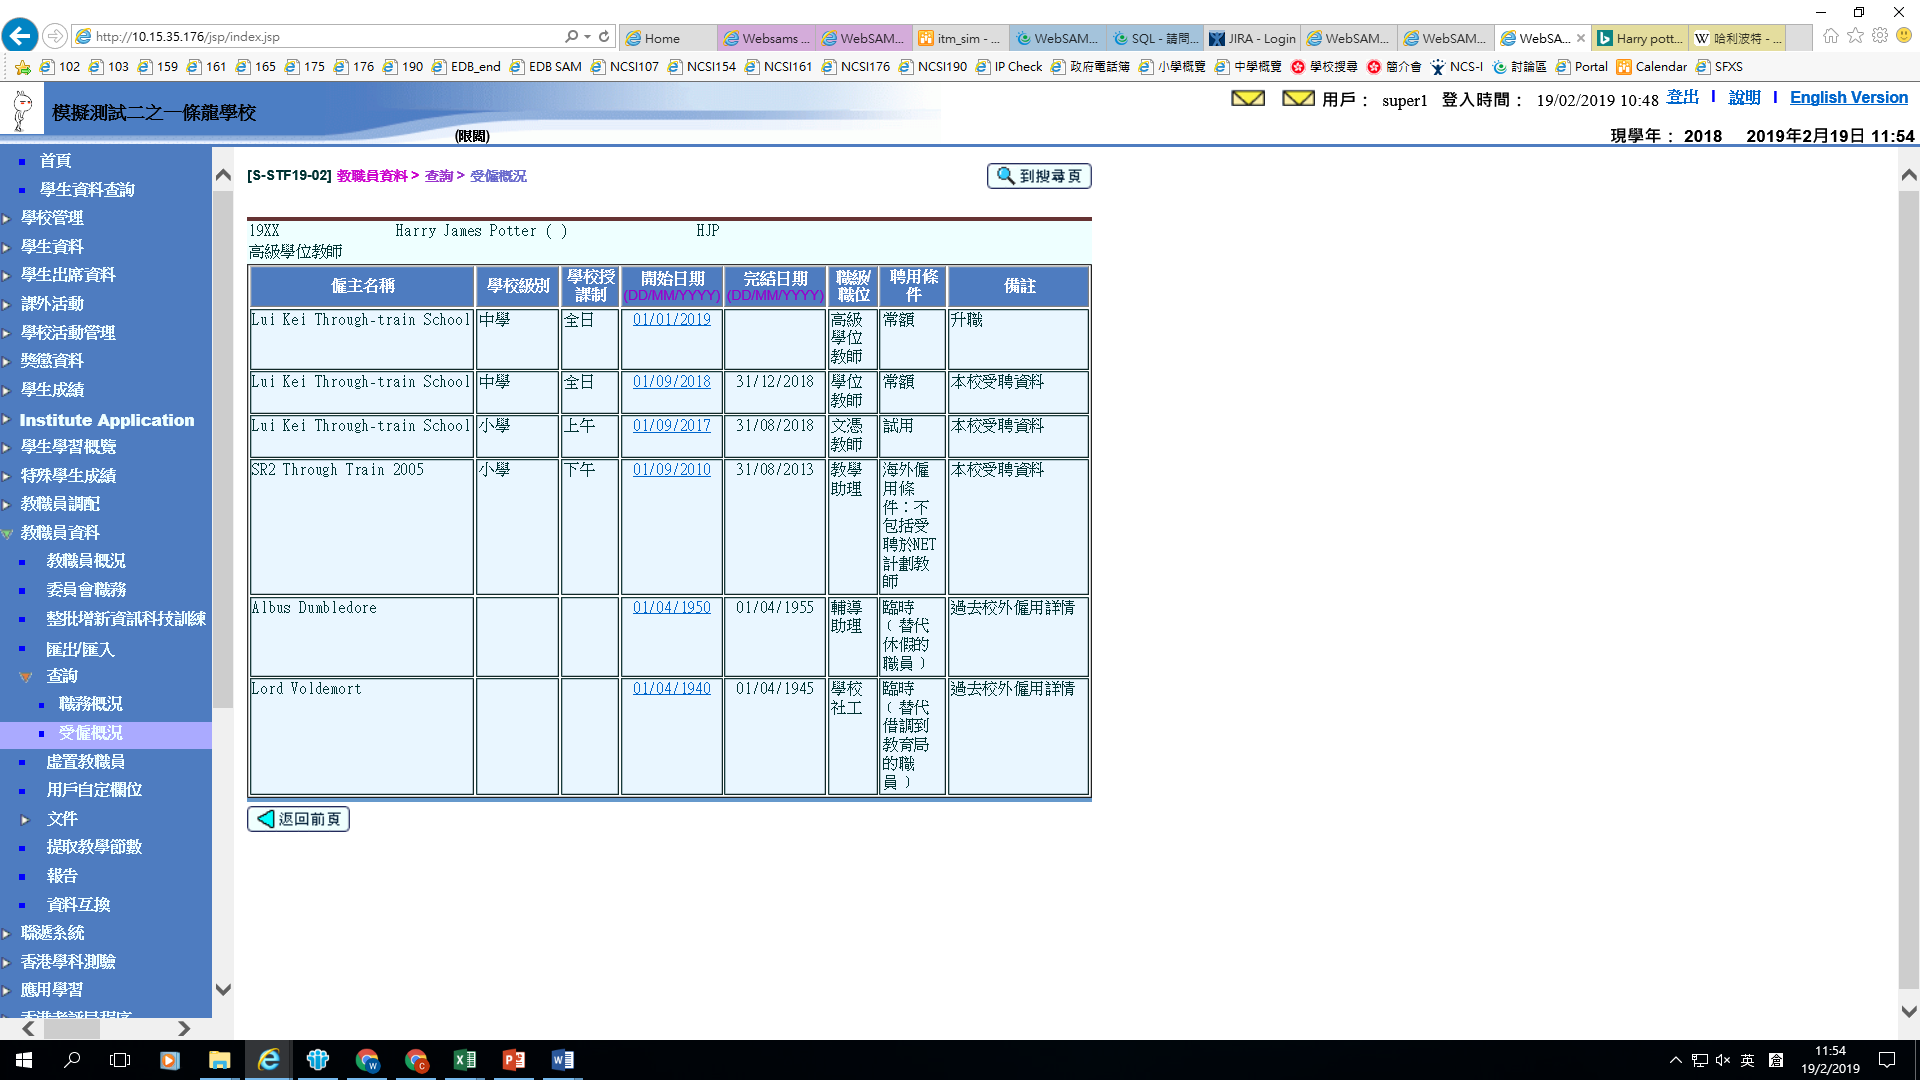 http://10.15.35.176/jsp/index.jsp
Home
Websams ...
WebSAM...
itm_sim - ...
WebSAM...
SQL - 請問...
JIRA - Login
WebSAM...
WebSAM...
WebSA...
Harry pott...
哈利波特 - ...
102 103 159 161 165 175 176 190 EDB_end EDB SAM NCSI107 NCSI154 NCSI161 NCSI176 NCSI190 IP Check 政府電話簿 小學概覽 中學概覽 學校搜尋 簡介會 NCS-I 討論區 Portal Calendar SFXS
模擬測試二之一條龍學校
(限閱)
用戶： super1 登入時間： 19/02/2019 10:48 登出 | 說明 | English Version
現學年： 2018 2019年2月19日 11:54
首頁
學生資料查詢
學校管理
學生資料
學生出席資料
課外活動
學校活動管理
獎懲資料
學生成績
Institute Application
學生學習概覽
特殊學生成績
教職員調配
教職員資料
教職員概況
委員會職務
整批增新資訊科技訓練
匯出/匯入
查詢
職務概況
受僱概況
虛置教職員
用戶自定欄位
文件
提取教學節數
報告
資料互換
聯遞系統
香港學科測驗
應用學習
香港考評局程序
[S-STF19-02] 教職員資料 > 查詢 > 受僱概況
到搜尋頁
19XX Harry James Potter ( ) HJP
高級學位教師
僱主名稱 學校級別 學校授課制 開始日期 (DD/MM/YYYY) 完結日期 (DD/MM/YYYY) 職級/職位 聘用條件 備註
Lui Kei Through-train School 中學 全日 01/01/2019 高級學位教師 常額 升職
Lui Kei Through-train School 中學 全日 01/09/2018 31/12/2018 學位教師 常額 本校受聘資料
Lui Kei Through-train School 小學 上午 01/09/2017 31/08/2018 文憑教師 試用 本校受聘資料
SR2 Through Train 2005 小學 下午 01/09/2010 31/08/2013 教學助理 海外僱用條件：不包括受聘於NET計劃教師 本校受聘資料
Albus Dumbledore 01/04/1950 01/04/1955 輔導助理 臨時（替代休假的職員） 過去校外僱用詳情
Lord Voldemort 01/04/1940 01/04/1945 學校社工 臨時（替代借調到教育局的職員） 過去校外僱用詳情
返回前頁
英
倉
11:54
19/2/2019